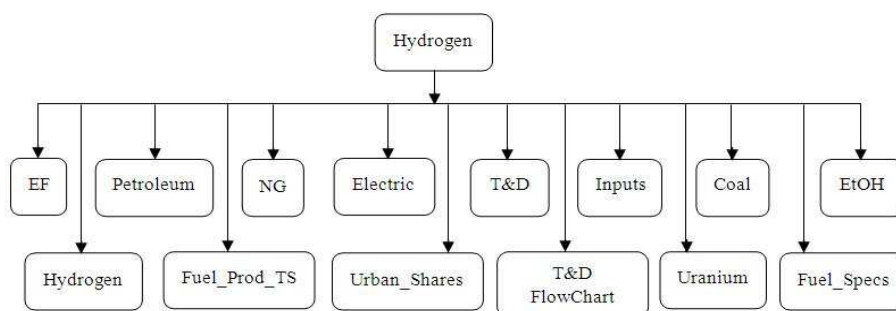 Hydrogen
EF
Petroleum
NG
Electric
T&D
Inputs
Coal
EtOH
Hydrogen
Fuel_Prod_TS
Urban_Shares
T&D
FlowChart
Uranium
Fuel_Specs